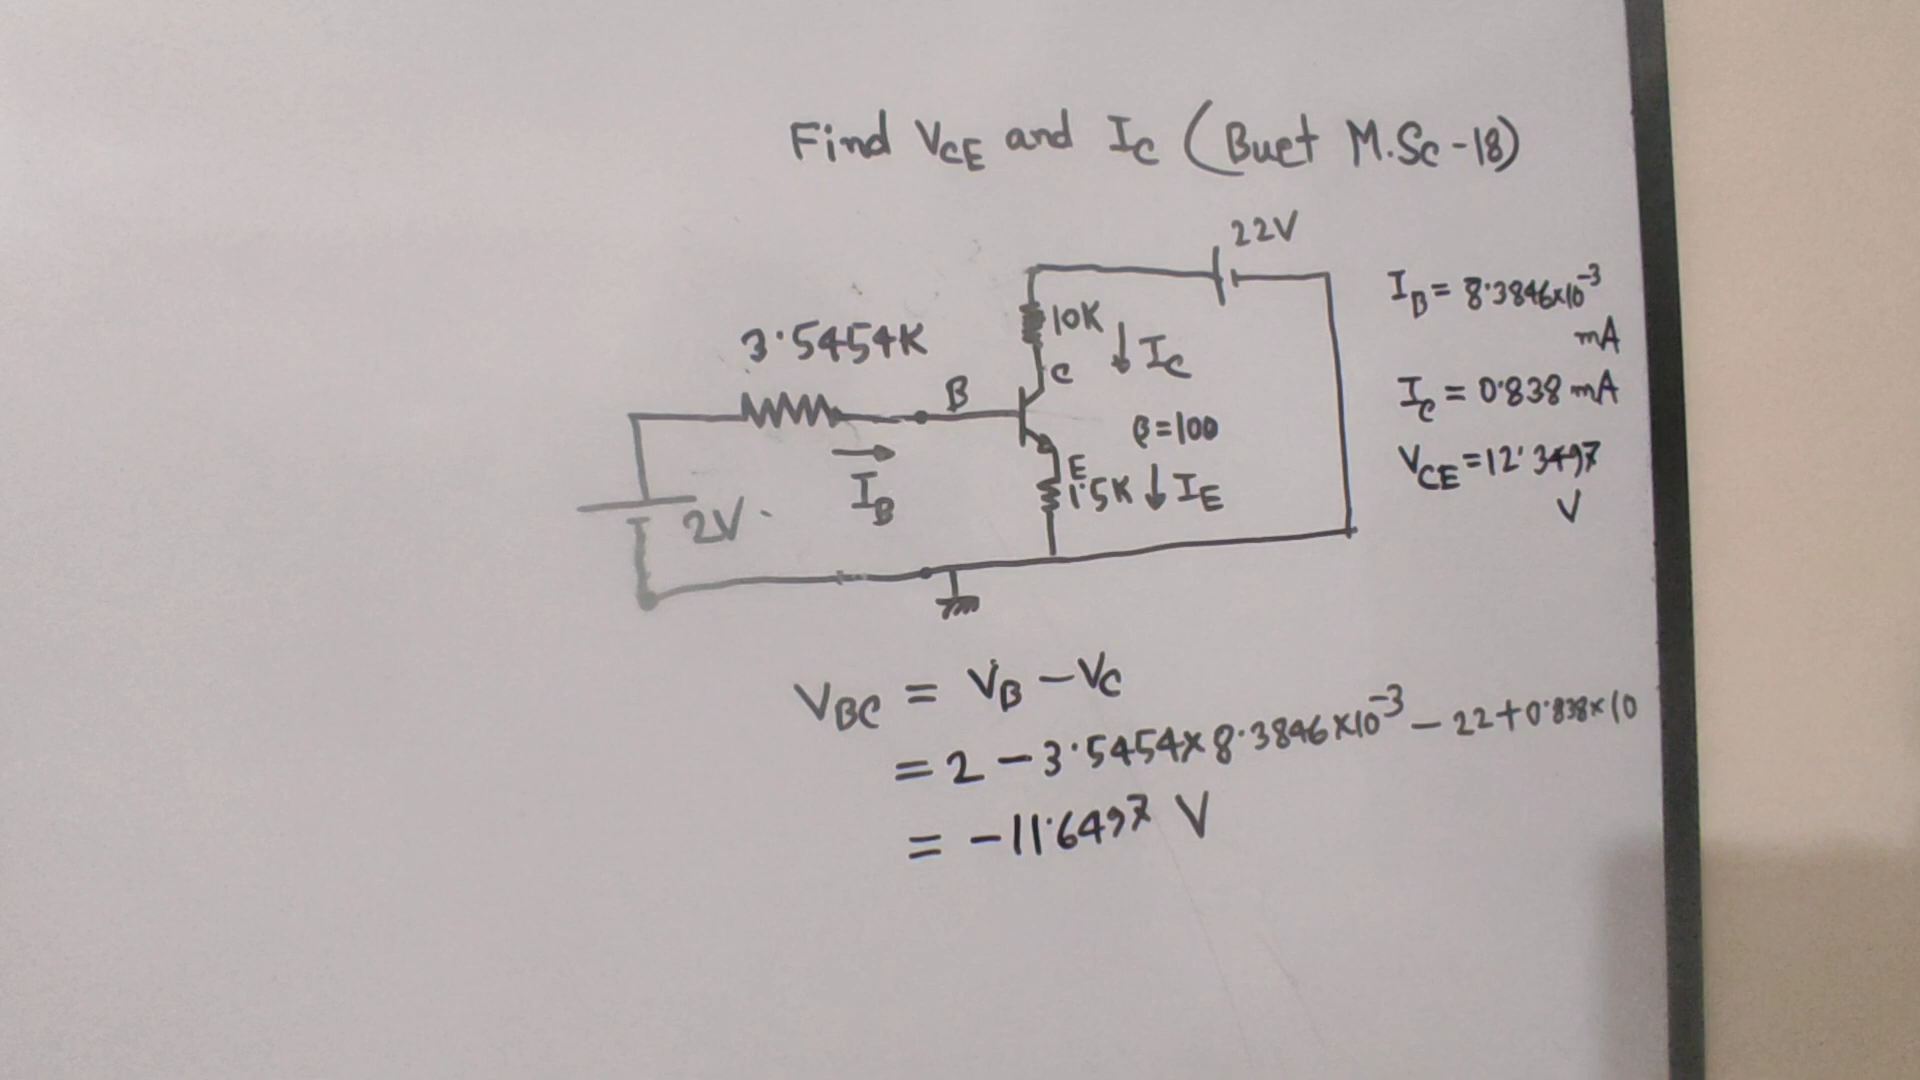 Find VCE and IC (Buet M.Sc-18)
22V
10K
IC
3.5454K
C
B
β=100
IB
E
1.5K
IE
2V
IB = 8.3846x10-3
mA
IC = 0.838 mA
VCE = 12.3497
V
VBC = VB - VC
= 2 - 3.5454x8.3846x10-3 - 22+0.838x10
= -11.6497 V